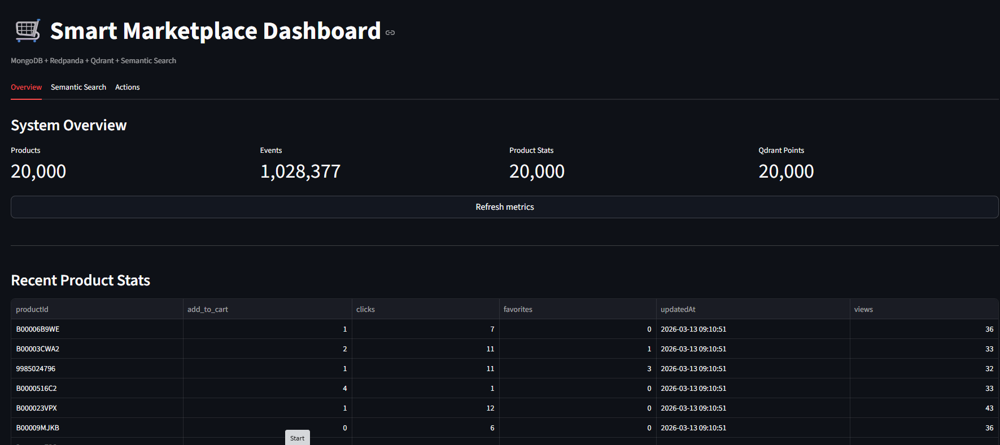 Smart Marketplace Dashboard
MongoDB + Redpanda + Qdrant + Semantic Search
Overview Semantic Search Actions
System Overview
Products Events Product Stats Qdrant Points
20,000 1,028,377 20,000 20,000
Refresh metrics
Recent Product Stats
productId add_to_cart clicks favorites updatedAt views
B00006B9WE 1 7 0 2026-03-13 09:10:51 36
B00003CWA2 2 11 1 2026-03-13 09:10:51 33
9985024796 1 11 3 2026-03-13 09:10:51 32
B0000516C2 4 1 0 2026-03-13 09:10:51 33
B000023VPX 1 12 0 2026-03-13 09:10:51 43
B00009MJKB 0 6 0 2026-03-13 09:10:51 36
Start